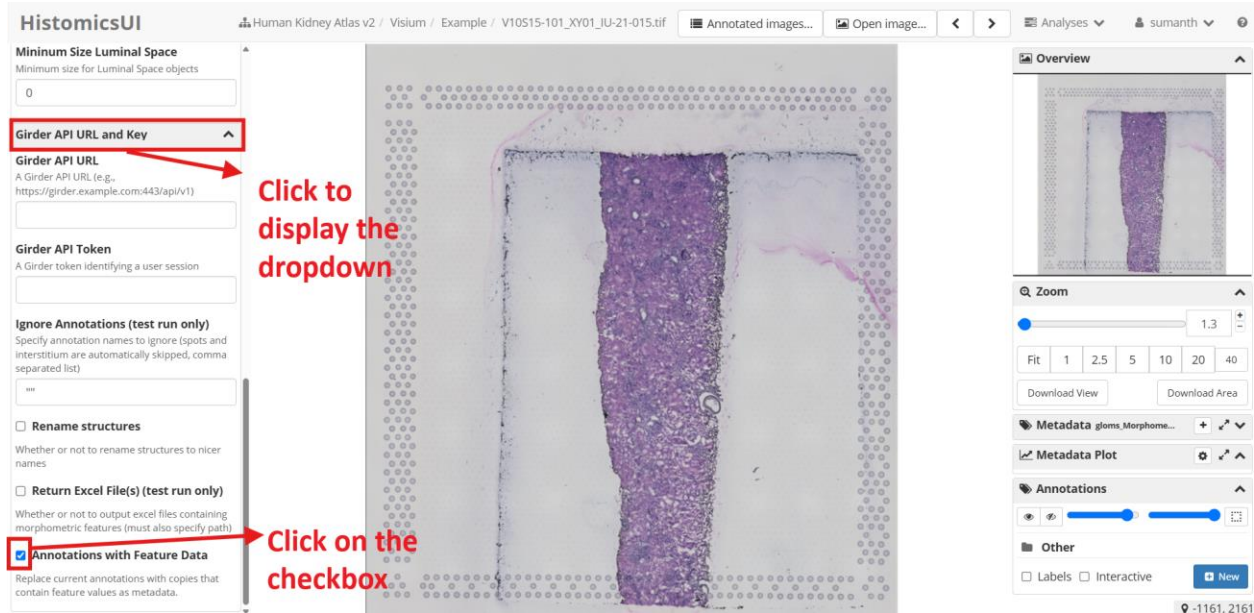 HistomicsUI
Human Kidney Atlas v2 / Visium / Example / V10S15-101_XY01_IU-21-015.tif
Annotated images...
Open image...
Analyses
sumanth
Mininum Size Luminal Space
Minimum size for Luminal Space objects
0
Girder API URL and Key
Girder API URL
A Girder API URL (e.g.,
https://girder.example.com:443/api/v1)
Girder API Token
A Girder token identifying a user session
Ignore Annotations (test run only)
Specify annotation names to ignore (spots and
interstitium are automatically skipped, comma
separated list)
""
Rename structures
Whether or not to rename structures to nicer
names
Return Excel File(s) (test run only)
Whether or not to output excel files containing
morphometric features (must also specify path)
Annotations with Feature Data
Replace current annotations with copies that
contain feature values as metadata.
Click to
display the
dropdown
Click on the
checkbox
Overview
Zoom
1.3
Fit 1 2.5 5 10 20 40
Download View
Download Area
Metadata gloms_Morphome...
Metadata Plot
Annotations
Other
Labels Interactive
New
-1161, 2161